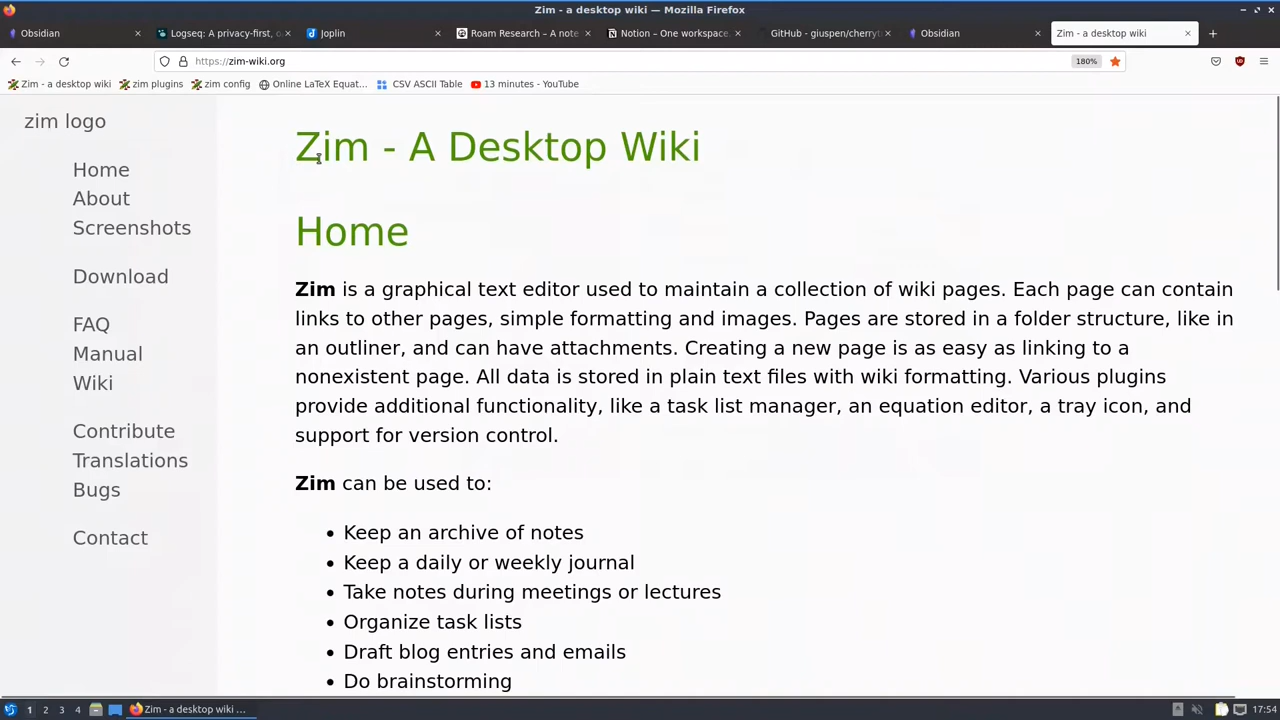 Zim - a desktop wiki — Mozilla Firefox
Obsidian
Logseq: A privacy-first, o
Joplin
Roam Research – A note
Notion – One workspace.
GitHub - giuspen/cherryt
Obsidian
Zim - a desktop wiki
https://zim-wiki.org
180%
Zim - a desktop wiki
zim plugins
zim config
Online LaTeX Equat...
CSV ASCII Table
13 minutes - YouTube
zim logo
Home
About
Screenshots
Download
FAQ
Manual
Wiki
Contribute
Translations
Bugs
Contact
Zim - A Desktop Wiki
Home
Zim is a graphical text editor used to maintain a collection of wiki pages. Each page can contain
links to other pages, simple formatting and images. Pages are stored in a folder structure, like in
an outliner, and can have attachments. Creating a new page is as easy as linking to a
nonexistent page. All data is stored in plain text files with wiki formatting. Various plugins
provide additional functionality, like a task list manager, an equation editor, a tray icon, and
support for version control.
Zim can be used to:
• Keep an archive of notes
• Keep a daily or weekly journal
• Take notes during meetings or lectures
• Organize task lists
• Draft blog entries and emails
• Do brainstorming
1 2 3 4
Zim - a desktop wiki ...
17:54